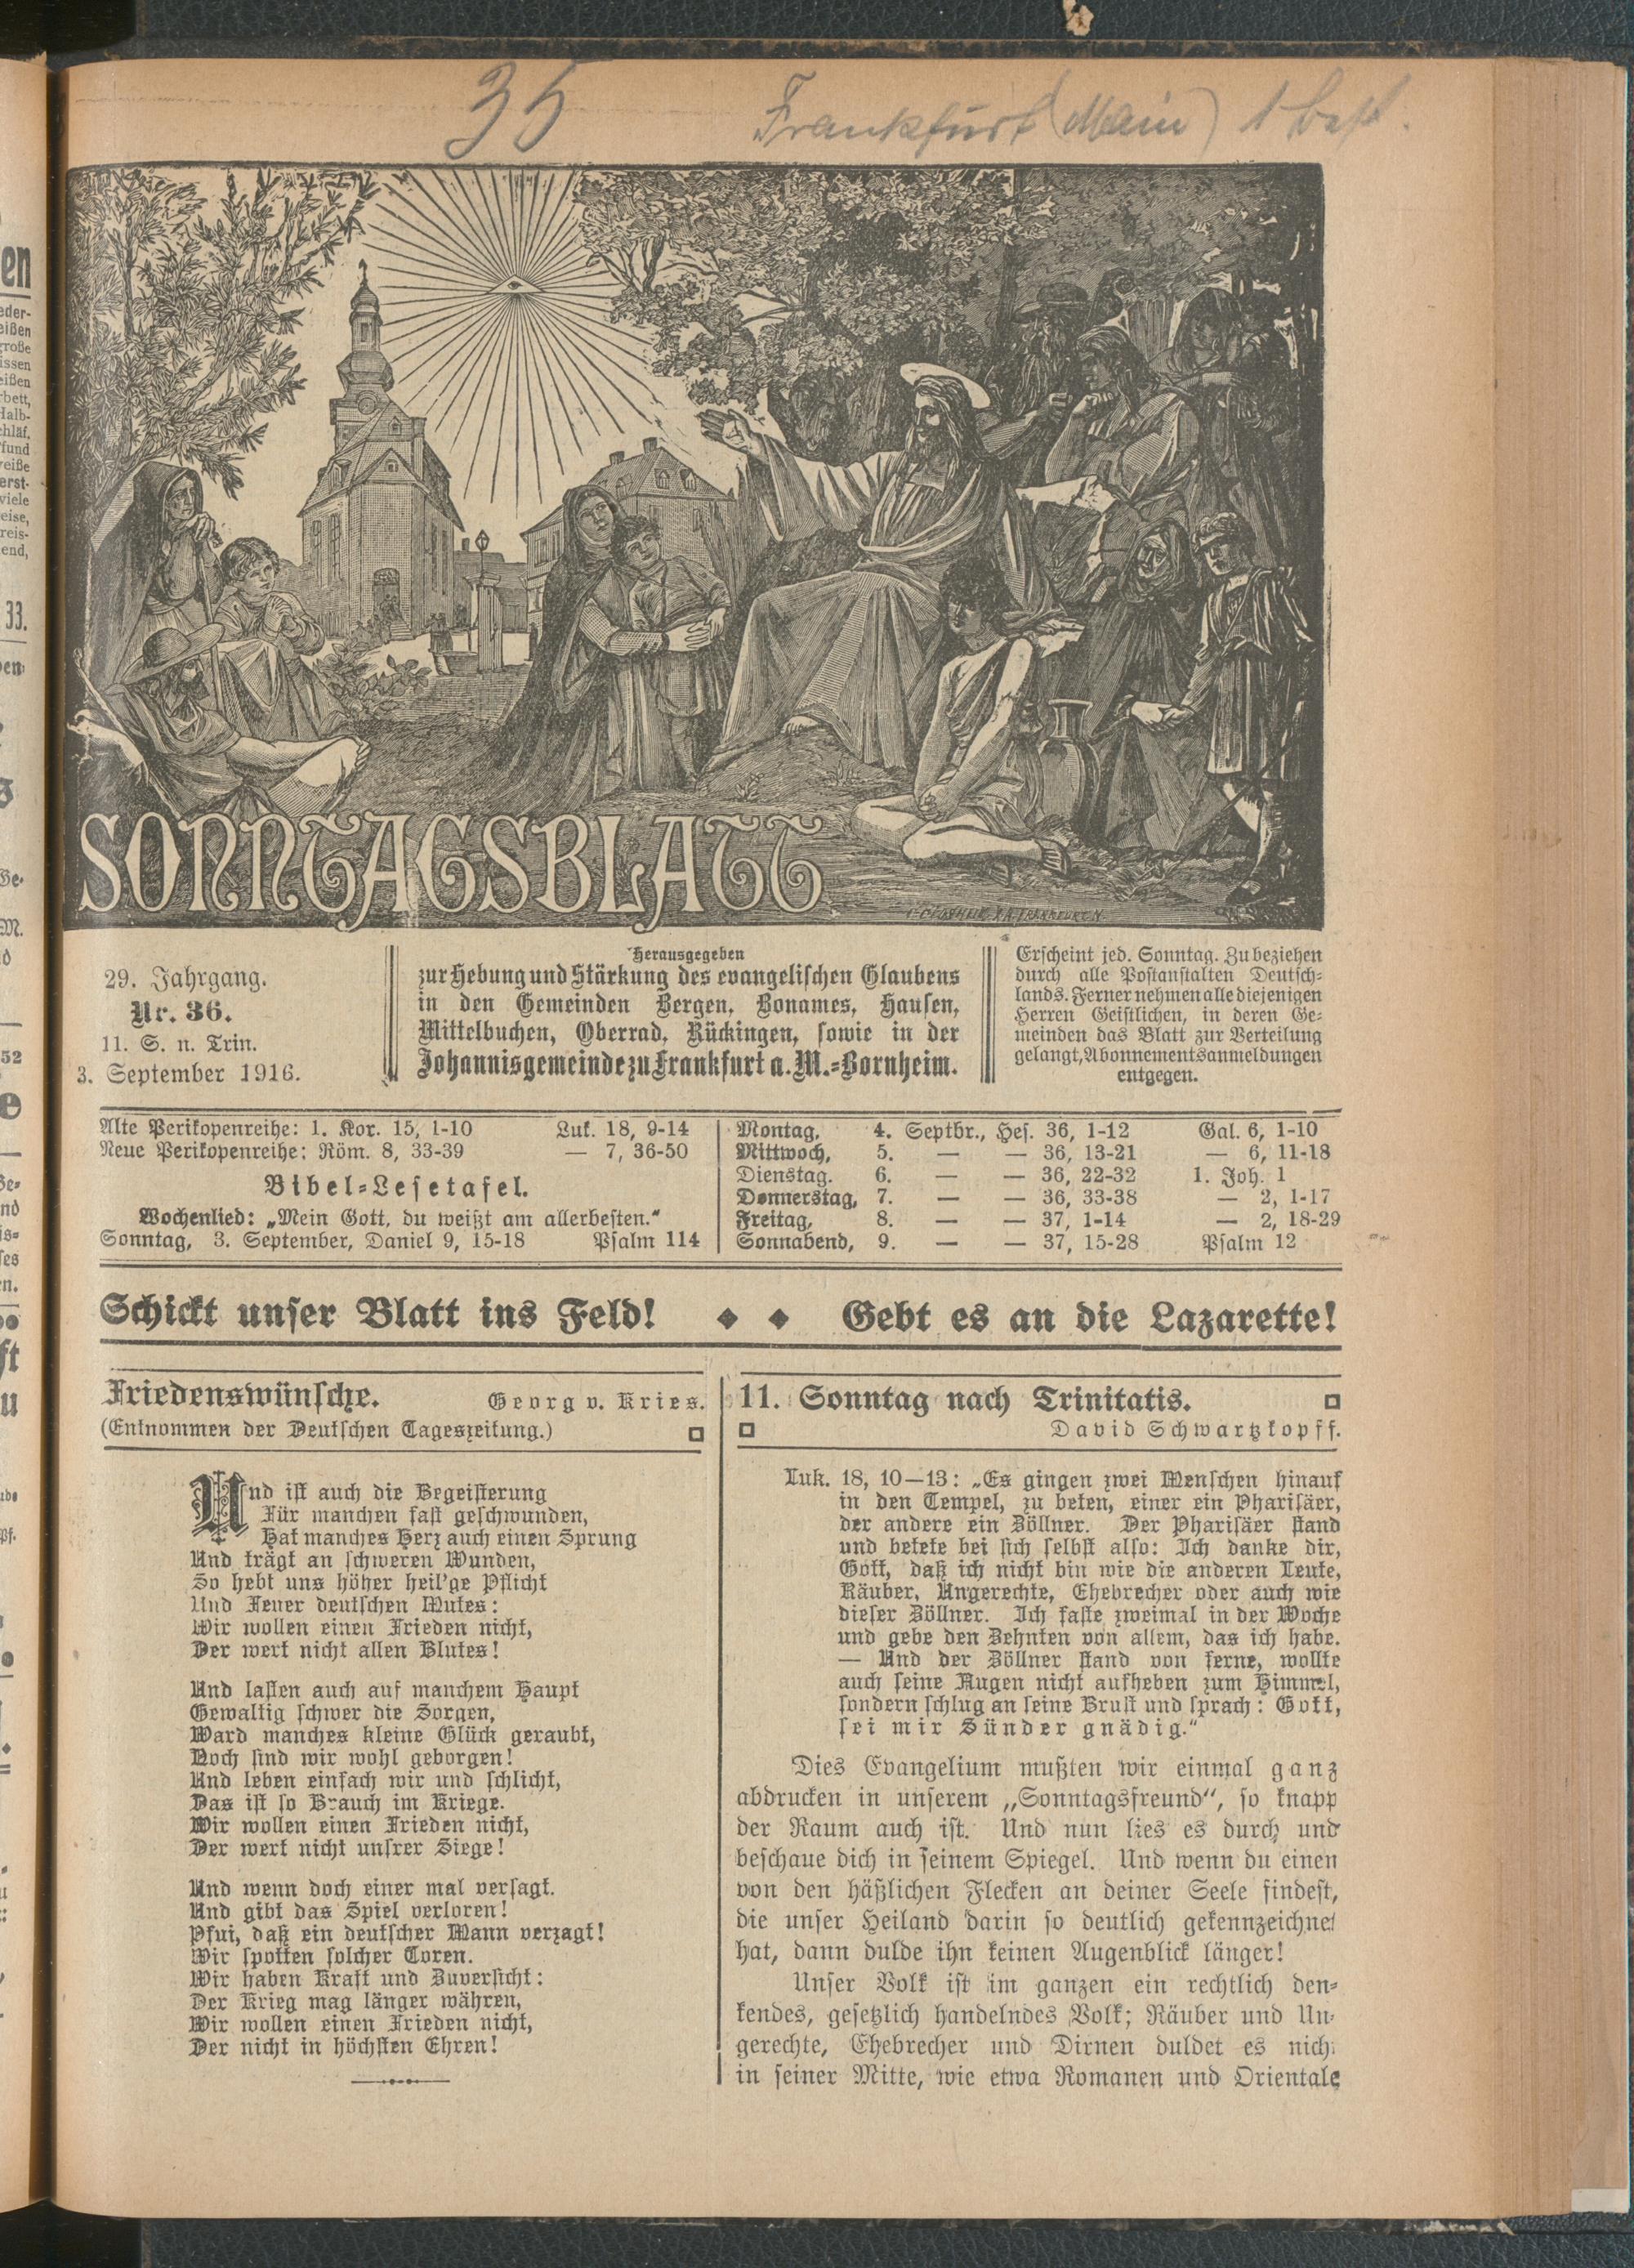 35 Frankfurt (Main)
SONNTAGSBLATT
29. Jahrgang.
Nr. 36.
11. S. n. Trin.
3. September 1916.
Herausgegeben
zur Hebung und Stärkung des evangelischen Glaubens
in den Gemeinden Bergen, Bonames, Hausen,
Mittelbuchen, Oberrad, Rückingen, sowie in der
Johannisgemeinde zu Frankfurt a. M.-Bornheim.
Erscheint jed. Sonntag. Zu beziehen
durch alle Postanstalten Deutsch-
lands. Ferner nehmen alle diejenigen
Herren Geistlichen, in deren Ge-
meinden das Blatt zur Verteilung
gelangt, Abonnementsanmeldungen
entgegen.
Alte Perikopenreihe: 1. Kor. 15, 1-10 Luk. 18, 9-14
Neue Perikopenreihe: Röm. 8, 33-39 — 7, 36-50
Bibel-Lesetafel.
Wochenlied: „Mein Gott, du weißt am allerbesten.“
Sonntag, 3. September, Daniel 9, 15-18 Psalm 114
Montag, 4. Septbr., Hes. 36, 1-12 Gal. 6, 1-10
Mittwoch, 5. — — 36, 13-21 — 6, 11-18
Dienstag. 6. — — 36, 22-32 1. Joh. 1
Donnerstag, 7. — — 36, 33-38 — 2, 1-17
Freitag, 8. — — 37, 1-14 — 2, 18-29
Sonnabend, 9. — — 37, 15-28 Psalm 12
Schickt unser Blatt ins Feld! ◆ ◆ Gebt es an die Lazarette!
Friedenswünsche. Georg v. Kries.
(Entnommen der Deutschen Tageszeitung.)
Und ist auch die Begeisterung
Für manchen fast geschwunden,
Hat manches Herz auch einen Sprung
Und trägt an schweren Wunden,
So hebt uns höher heil'ge Pflicht
Und Feuer deutschen Mutes:
Wir wollen einen Frieden nicht,
Der wert nicht allen Blutes!
Und lasten auch auf manchem Haupt
Gewaltig schwer die Sorgen,
Ward manches kleine Glück geraubt,
Noch sind wir wohl geborgen!
Und leben einfach wir und schlicht,
Das ist so Brauch im Kriege.
Wir wollen einen Frieden nicht,
Der wert nicht unsrer Siege!
Und wenn doch einer mal versagt.
Und gibt das Spiel verloren!
Pfui, daß ein deutscher Mann verzagt!
Wir spotten solcher Toren.
Wir haben Kraft und Zuversicht:
Der Krieg mag länger währen,
Wir wollen einen Frieden nicht,
Der nicht in höchsten Ehren!
11. Sonntag nach Trinitatis.
David Schwartzkopff.
Luk. 18, 10—13: „Es gingen zwei Menschen hinauf
in den Tempel, zu beten, einer ein Pharisäer,
der andere ein Zöllner. Der Pharisäer stand
und betete bei sich selbst also: Ich danke dir,
Gott, daß ich nicht bin wie die anderen Leute,
Räuber, Ungerechte, Ehebrecher oder auch wie
dieser Zöllner. Ich faste zweimal in der Woche
und gebe den Zehnten von allem, das ich habe.
— Und der Zöllner stand von ferne, wollte
auch seine Augen nicht aufheben zum Himmel,
sondern schlug an seine Brust und sprach: Gott,
sei mir Sünder gnädig.“
Dies Evangelium mußten wir einmal ganz
abdrucken in unserem „Sonntagsfreund“, so knapp
der Raum auch ist. Und nun lies es durch und
beschaue dich in seinem Spiegel. Und wenn du einen
von den häßlichen Flecken an deiner Seele findest,
die unser Heiland darin so deutlich gekennzeichnet
hat, dann dulde ihn keinen Augenblick länger!
Unser Volk ist im ganzen ein rechtlich den-
kendes, gesetzlich handelndes Volk; Räuber und Un-
gerechte, Ehebrecher und Dirnen duldet es nich
in seiner Mitte, wie etwa Romanen und Orientale